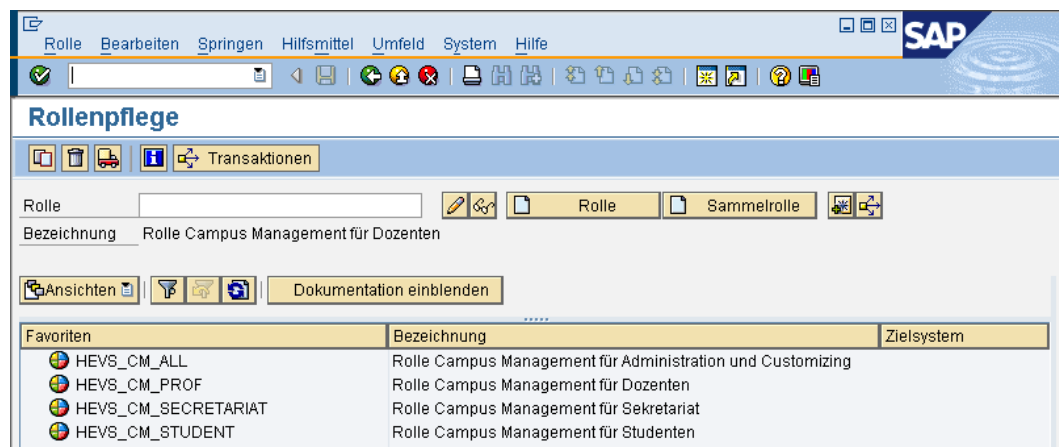 Rolle Bearbeiten Springen Hilfsmittel Umfeld System Hilfe
SAP
Rollenpflege
Transaktionen
Rolle Rolle Sammelrolle
Bezeichnung Rolle Campus Management für Dozenten
Ansichten Dokumentation einblenden
Favoriten Bezeichnung Zielsystem
HEVS_CM_ALL Rolle Campus Management für Administration und Customizing
HEVS_CM_PROF Rolle Campus Management für Dozenten
HEVS_CM_SECRETARIAT Rolle Campus Management für Sekretariat
HEVS_CM_STUDENT Rolle Campus Management für Studenten